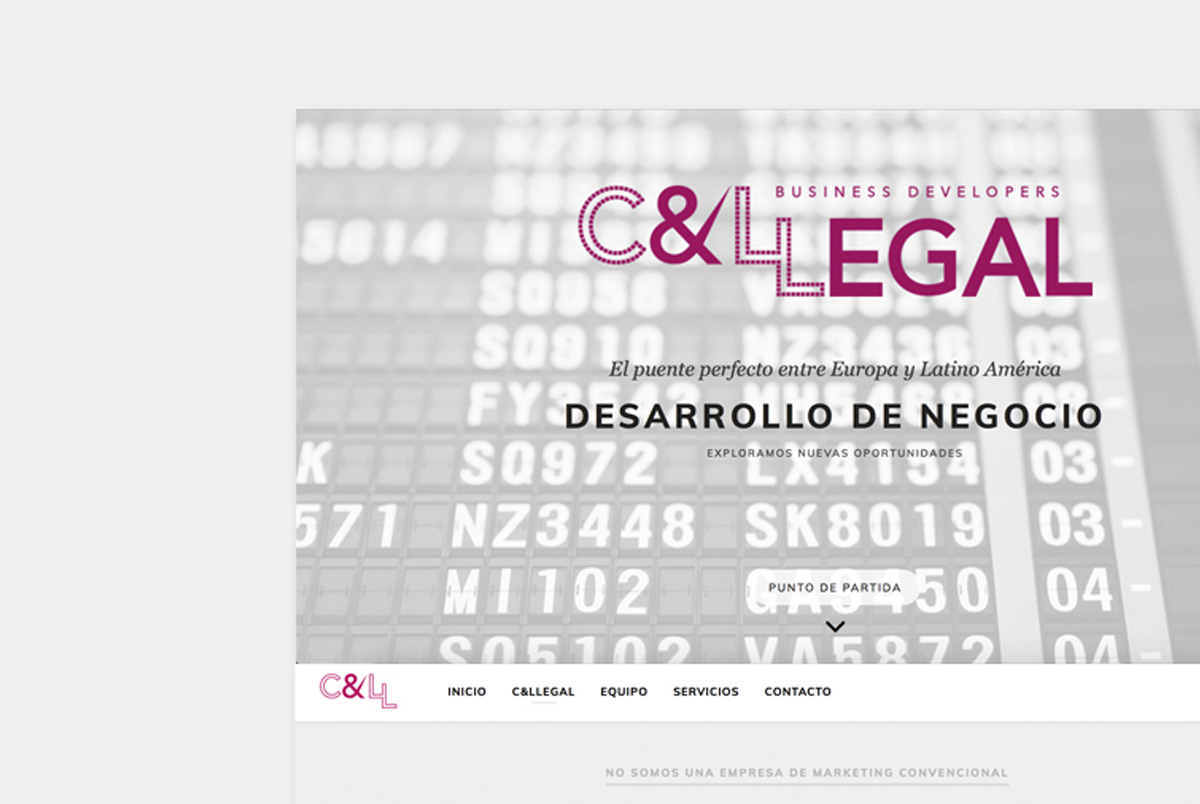 BUSINESS DEVELOPERS
C&LLEGAL
El puente perfecto entre Europa y Latino América
DESARROLLO DE NEGOCIO
EXPLORAMOS NUEVAS OPORTUNIDADES
5614
SQ956
SQ910 NZ3436 03-
K SQ972 LX4154 03-
571 NZ3448 SK8019 03-
MI102 50 04-
PUNTO DE PARTIDA
SQ5102 VA5872 04-
C&LL
INICIO C&LLEGAL EQUIPO SERVICIOS CONTACTO
NO SOMOS UNA EMPRESA DE MARKETING CONVENCIONAL